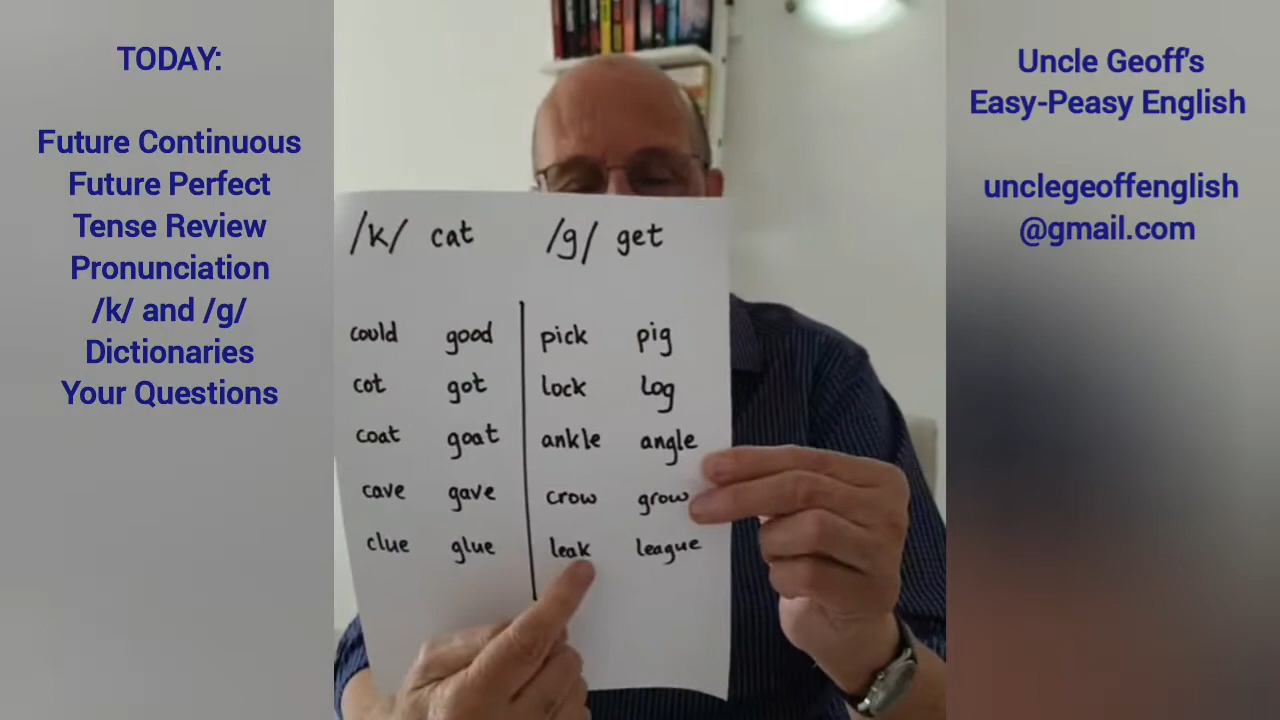 TODAY:
Future Continuous
Future Perfect
Tense Review
Pronunciation
/k/ and /g/
Dictionaries
Your Questions
/k/ cat /g/ get
could good pick pig
cot got lock log
coat goat ankle angle
cave gave crow grow
clue glue leak league
Uncle Geoff's
Easy-Peasy English
unclegeoffenglish
@gmail.com